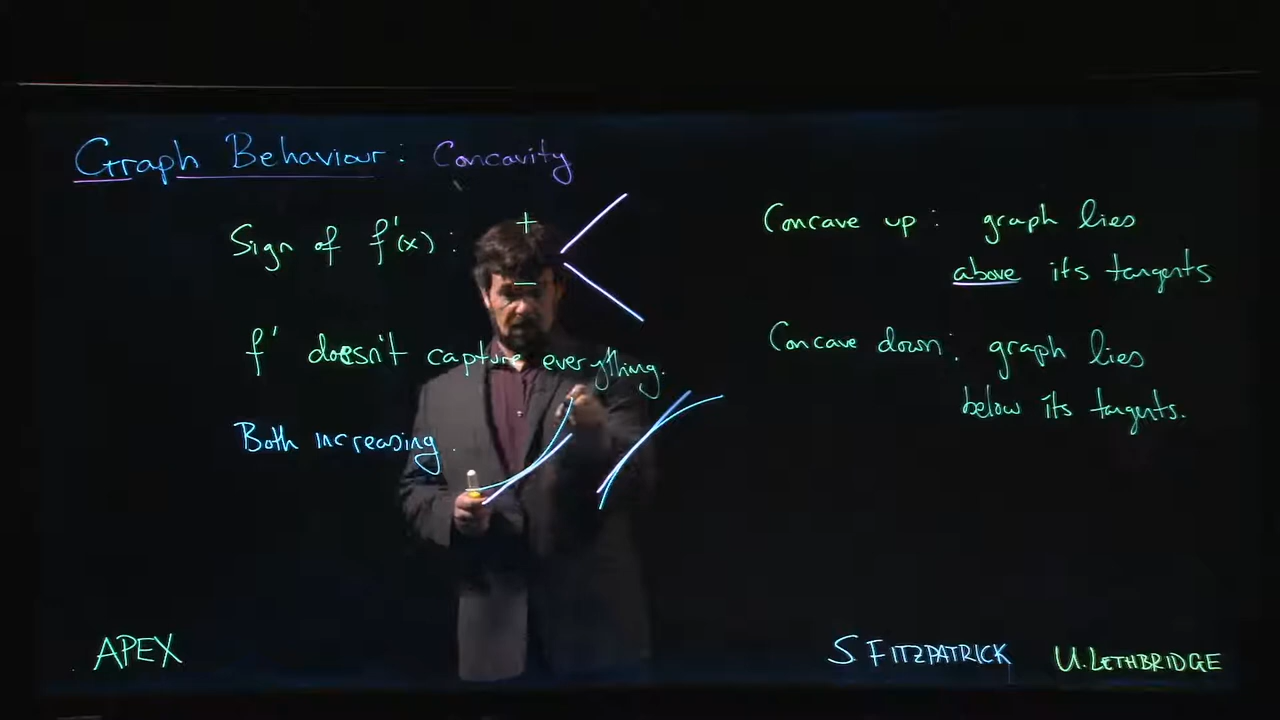 Graph Behaviour: Concavity
Sign of f'(x): +
−
f' doesn't capture everything.
Both increasing.
Concave up: graph lies
above its tangents
Concave down: graph lies
below its tangents.
APEX
S FITZPATRICK U. LETHBRIDGE